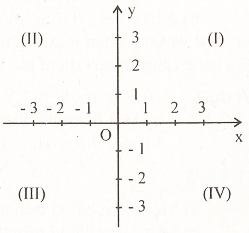 y
(II) 3 (I)
2
1
- 3 - 2 - 1 1 2 3
O x
- 1
- 2
(III) (IV)
- 3